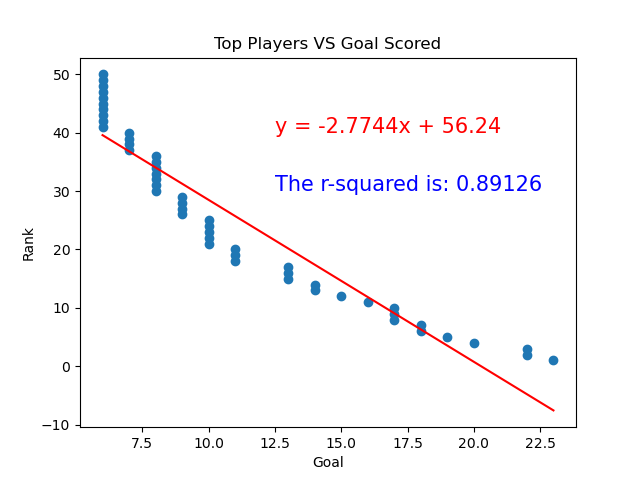 Top Players VS Goal Scored
50
40
30
20
10
0
−10
Rank
y = -2.7744x + 56.24
The r-squared is: 0.89126
7.5 10.0 12.5 15.0 17.5 20.0 22.5
Goal